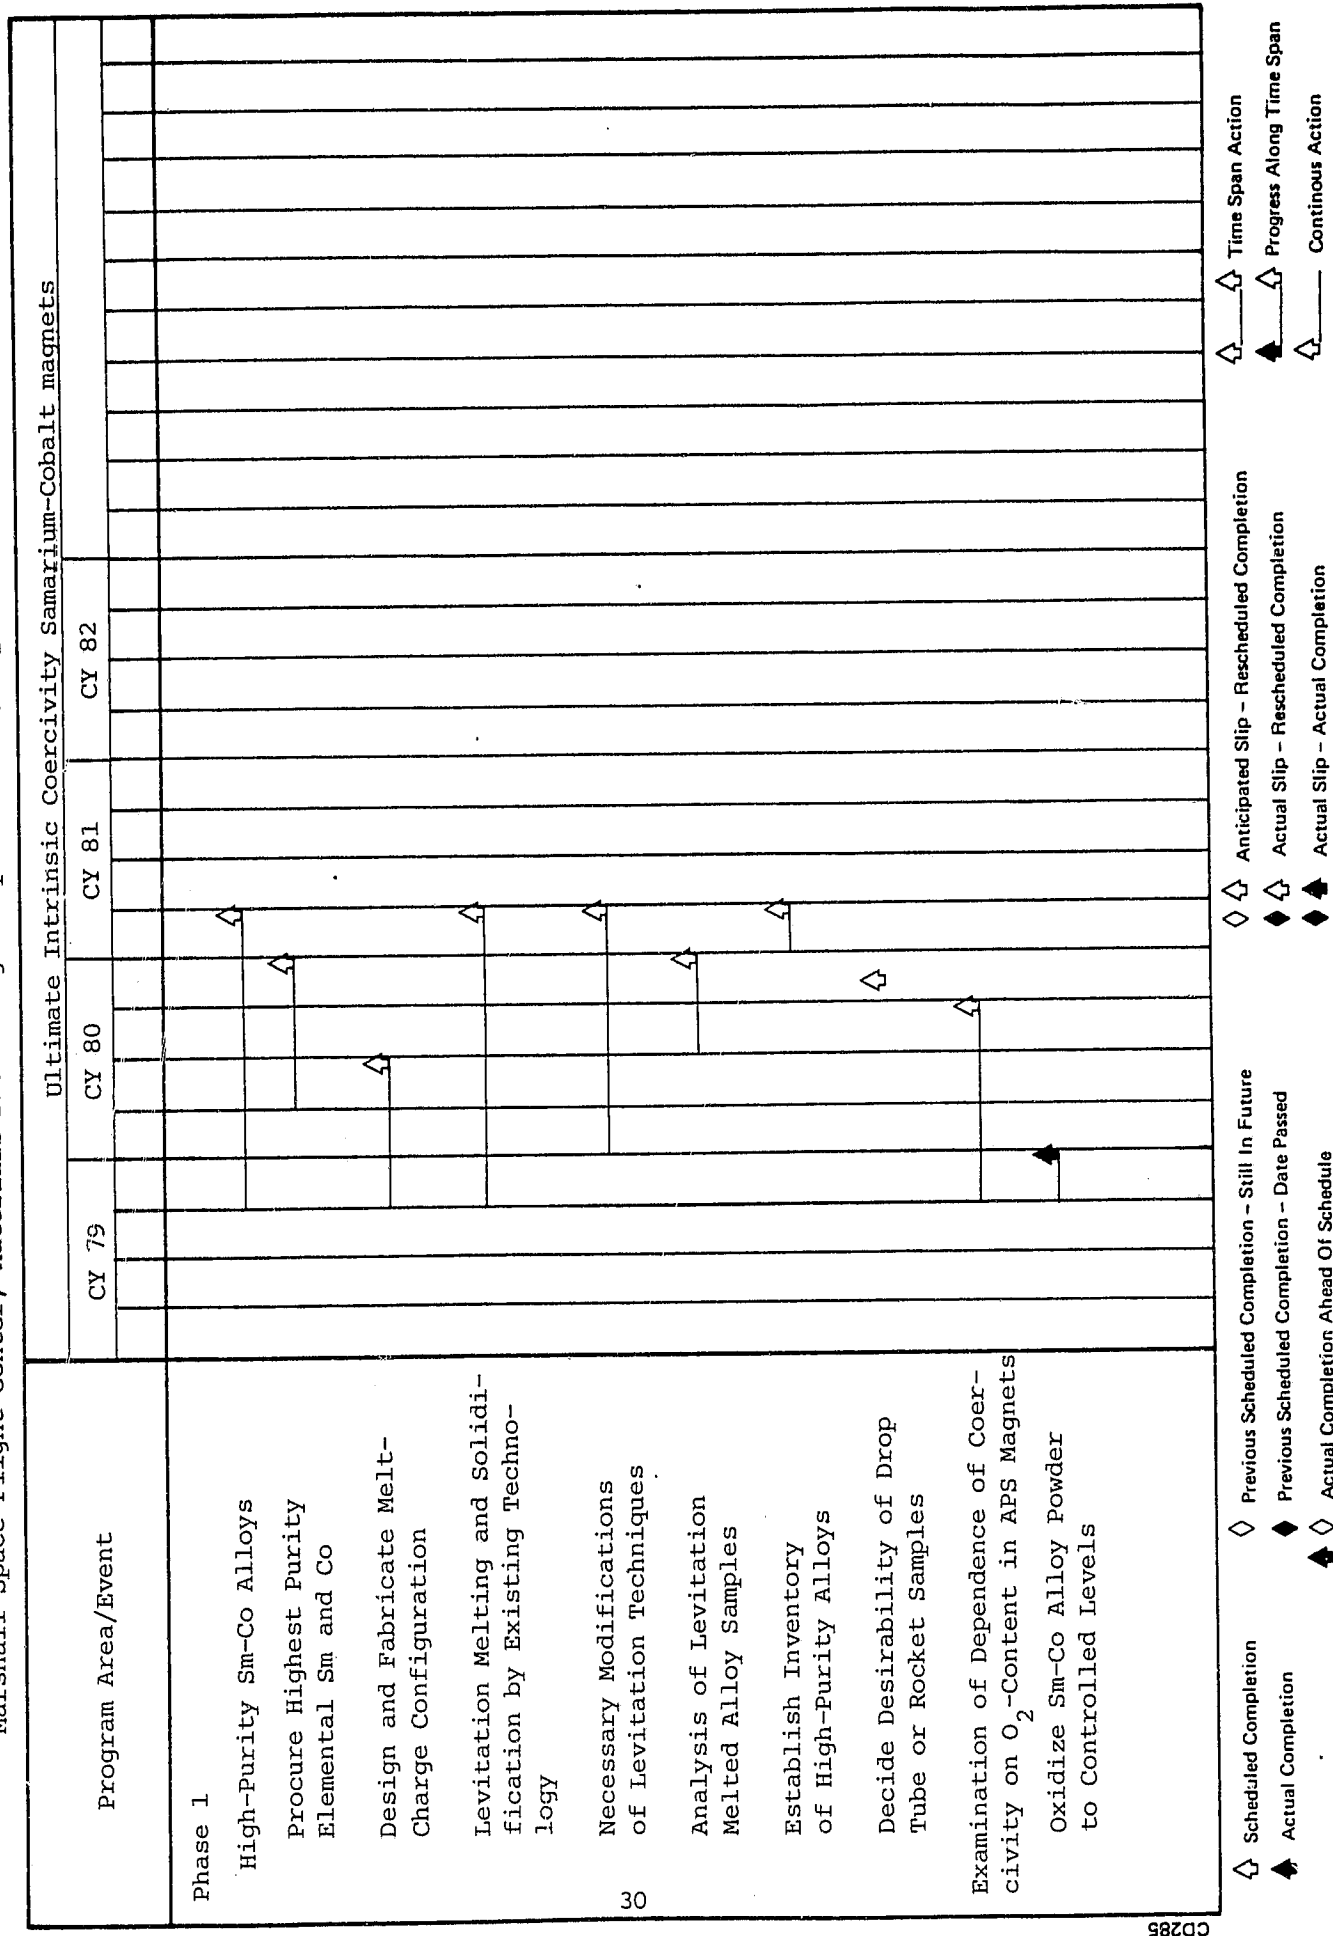 Marshall Space Flight Center,
Ultimate Intrinsic Coercivity Samarium-Cobalt magnets
Program Area/Event
CY 79
CY 80
CY 81
CY 82
Phase 1
High-Purity Sm-Co Alloys
Procure Highest Purity
Elemental Sm and Co
Design and Fabricate Melt-
Charge Configuration
Levitation Melting and Solidi-
fication by Existing Techno-
logy
Necessary Modifications
of Levitation Techniques
Analysis of Levitation
Melted Alloy Samples
Establish Inventory
of High-Purity Alloys
Decide Desirability of Drop
Tube or Rocket Samples
Examination of Dependence of Coer-
civity on O2-Content in APS Magnets
Oxidize Sm-Co Alloy Powder
to Controlled Levels
Scheduled Completion
Actual Completion
Previous Scheduled Completion – Still In Future
Previous Scheduled Completion – Date Passed
Actual Completion Ahead Of Schedule
Anticipated Slip – Rescheduled Completion
Actual Slip – Rescheduled Completion
Actual Slip – Actual Completion
Time Span Action
Progress Along Time Span
Continous Action
30
CD285